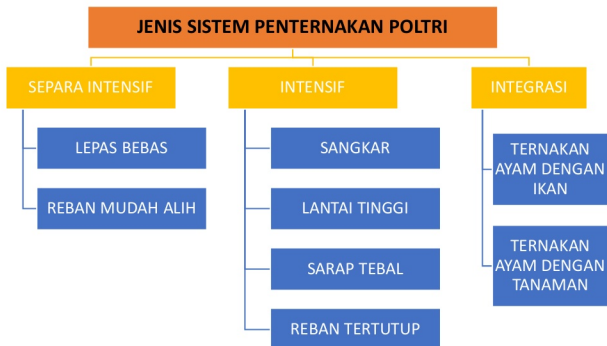 JENIS SISTEM PENTERNAKAN POLTRI
SEPARA INTENSIF
LEPAS BEBAS
REBAN MUDAH ALIH
INTENSIF
SANGKAR
LANTAI TINGGI
SARAP TEBAL
REBAN TERTUTUP
INTEGRASI
TERNAKAN
AYAM DENGAN
IKAN
TERNAKAN
AYAM DENGAN
TANAMAN